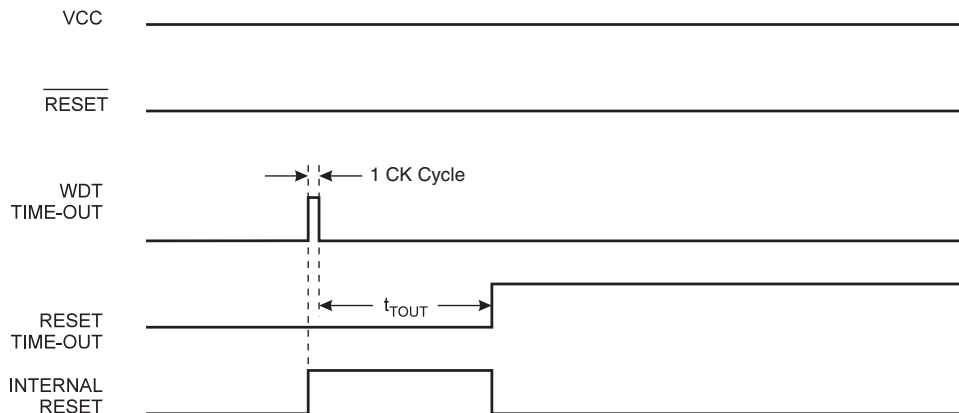 VCC
RESET
1 CK Cycle
WDT
TIME-OUT
tTOUT
RESET
TIME-OUT
INTERNAL
RESET